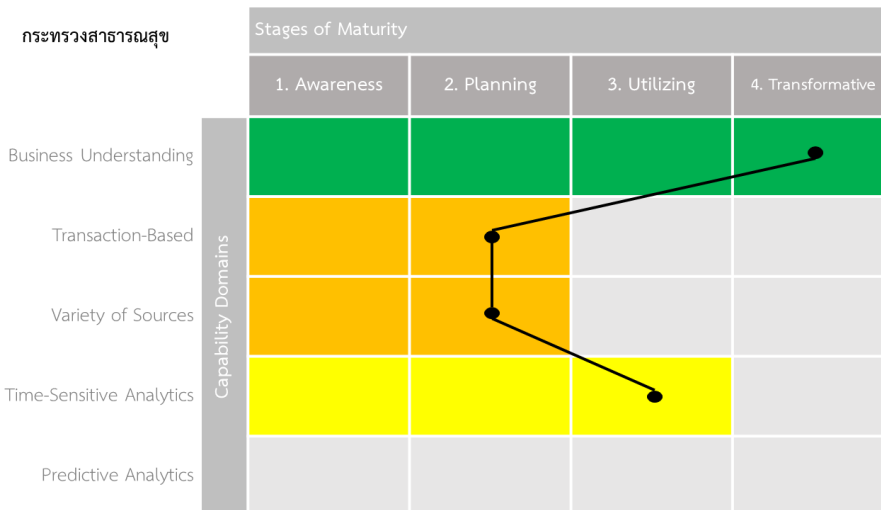 กระทรวงสาธารณสุข
Stages of Maturity
1. Awareness
2. Planning
3. Utilizing
4. Transformative
Capability Domains
Business Understanding
Transaction-Based
Variety of Sources
Time-Sensitive Analytics
Predictive Analytics